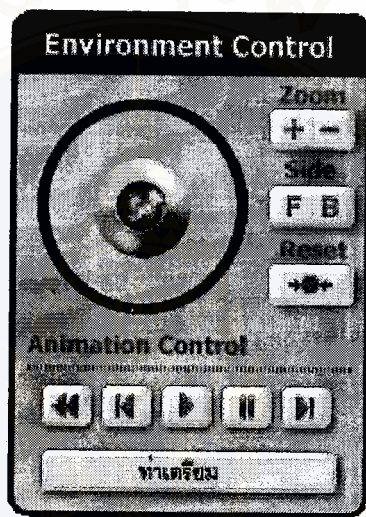 Environment Control
Zoom
+ -
Side
F B
Reset
Animation Control
ท่าเตรียม